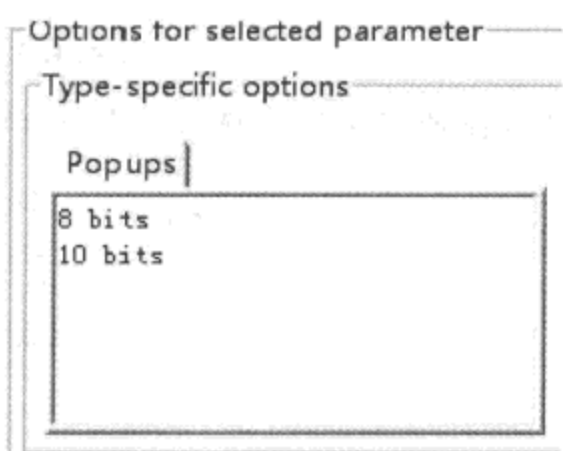 Options for selected parameter
Type-specific options
Popups
8 bits
10 bits